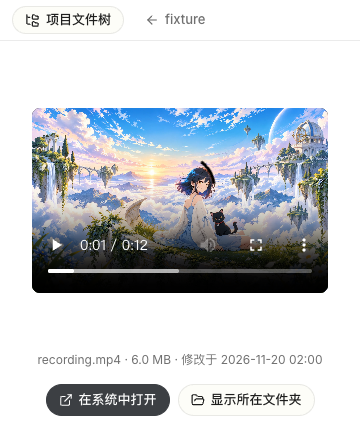 项目文件树
fixture
0:01 / 0:12
recording.mp4 · 6.0 MB · 修改于 2026-11-20 02:00
在系统中打开
显示所在文件夹